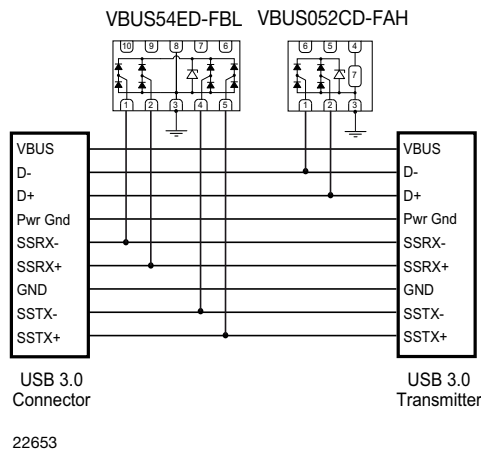 VBUS54ED-FBL VBUS052CD-FAH
10 9 8 7 6 6 5 4
7
1 2 3 4 5 1 2 3
VBUS VBUS
D- D-
D+ D+
Pwr Gnd Pwr Gnd
SSRX- SSRX-
SSRX+ SSRX+
GND GND
SSTX- SSTX-
SSTX+ SSTX+
USB 3.0 USB 3.0
Connector Transmitter
22653